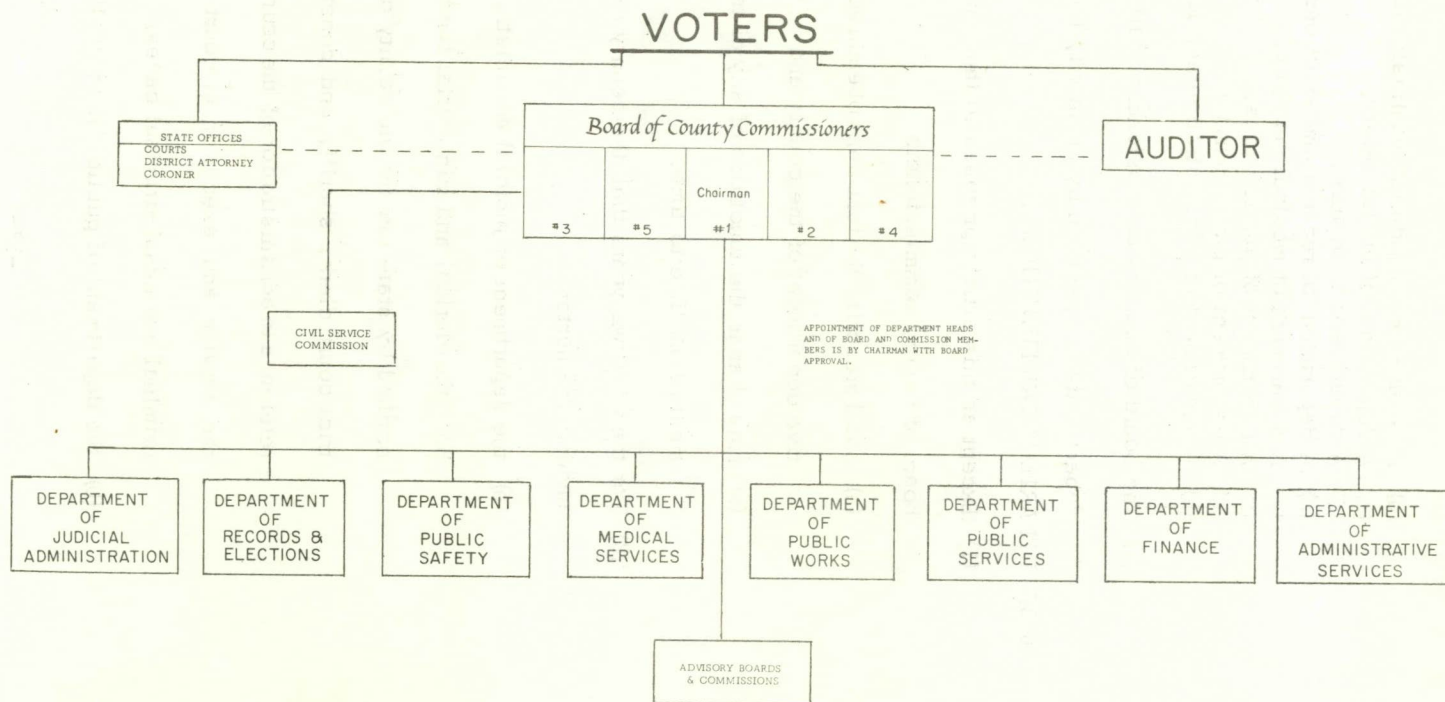 VOTERS
STATE OFFICES
COURTS
DISTRICT ATTORNEY
CORONER
Board of County Commissioners
Chairman
#3
#5
#1
#2
#4
AUDITOR
CIVIL SERVICE
COMMISSION
APPOINTMENT OF DEPARTMENT HEADS
AND OF BOARD AND COMMISSION MEM-
BERS IS BY CHAIRMAN WITH BOARD
APPROVAL.
DEPARTMENT
OF
JUDICIAL
ADMINISTRATION
DEPARTMENT
OF
RECORDS &
ELECTIONS
DEPARTMENT
OF
PUBLIC
SAFETY
DEPARTMENT
OF
MEDICAL
SERVICES
DEPARTMENT
OF
PUBLIC
WORKS
DEPARTMENT
OF
PUBLIC
SERVICES
DEPARTMENT
OF
FINANCE
DEPARTMENT
OF
ADMINISTRATIVE
SERVICES
ADVISORY BOARDS
& COMMISSIONS